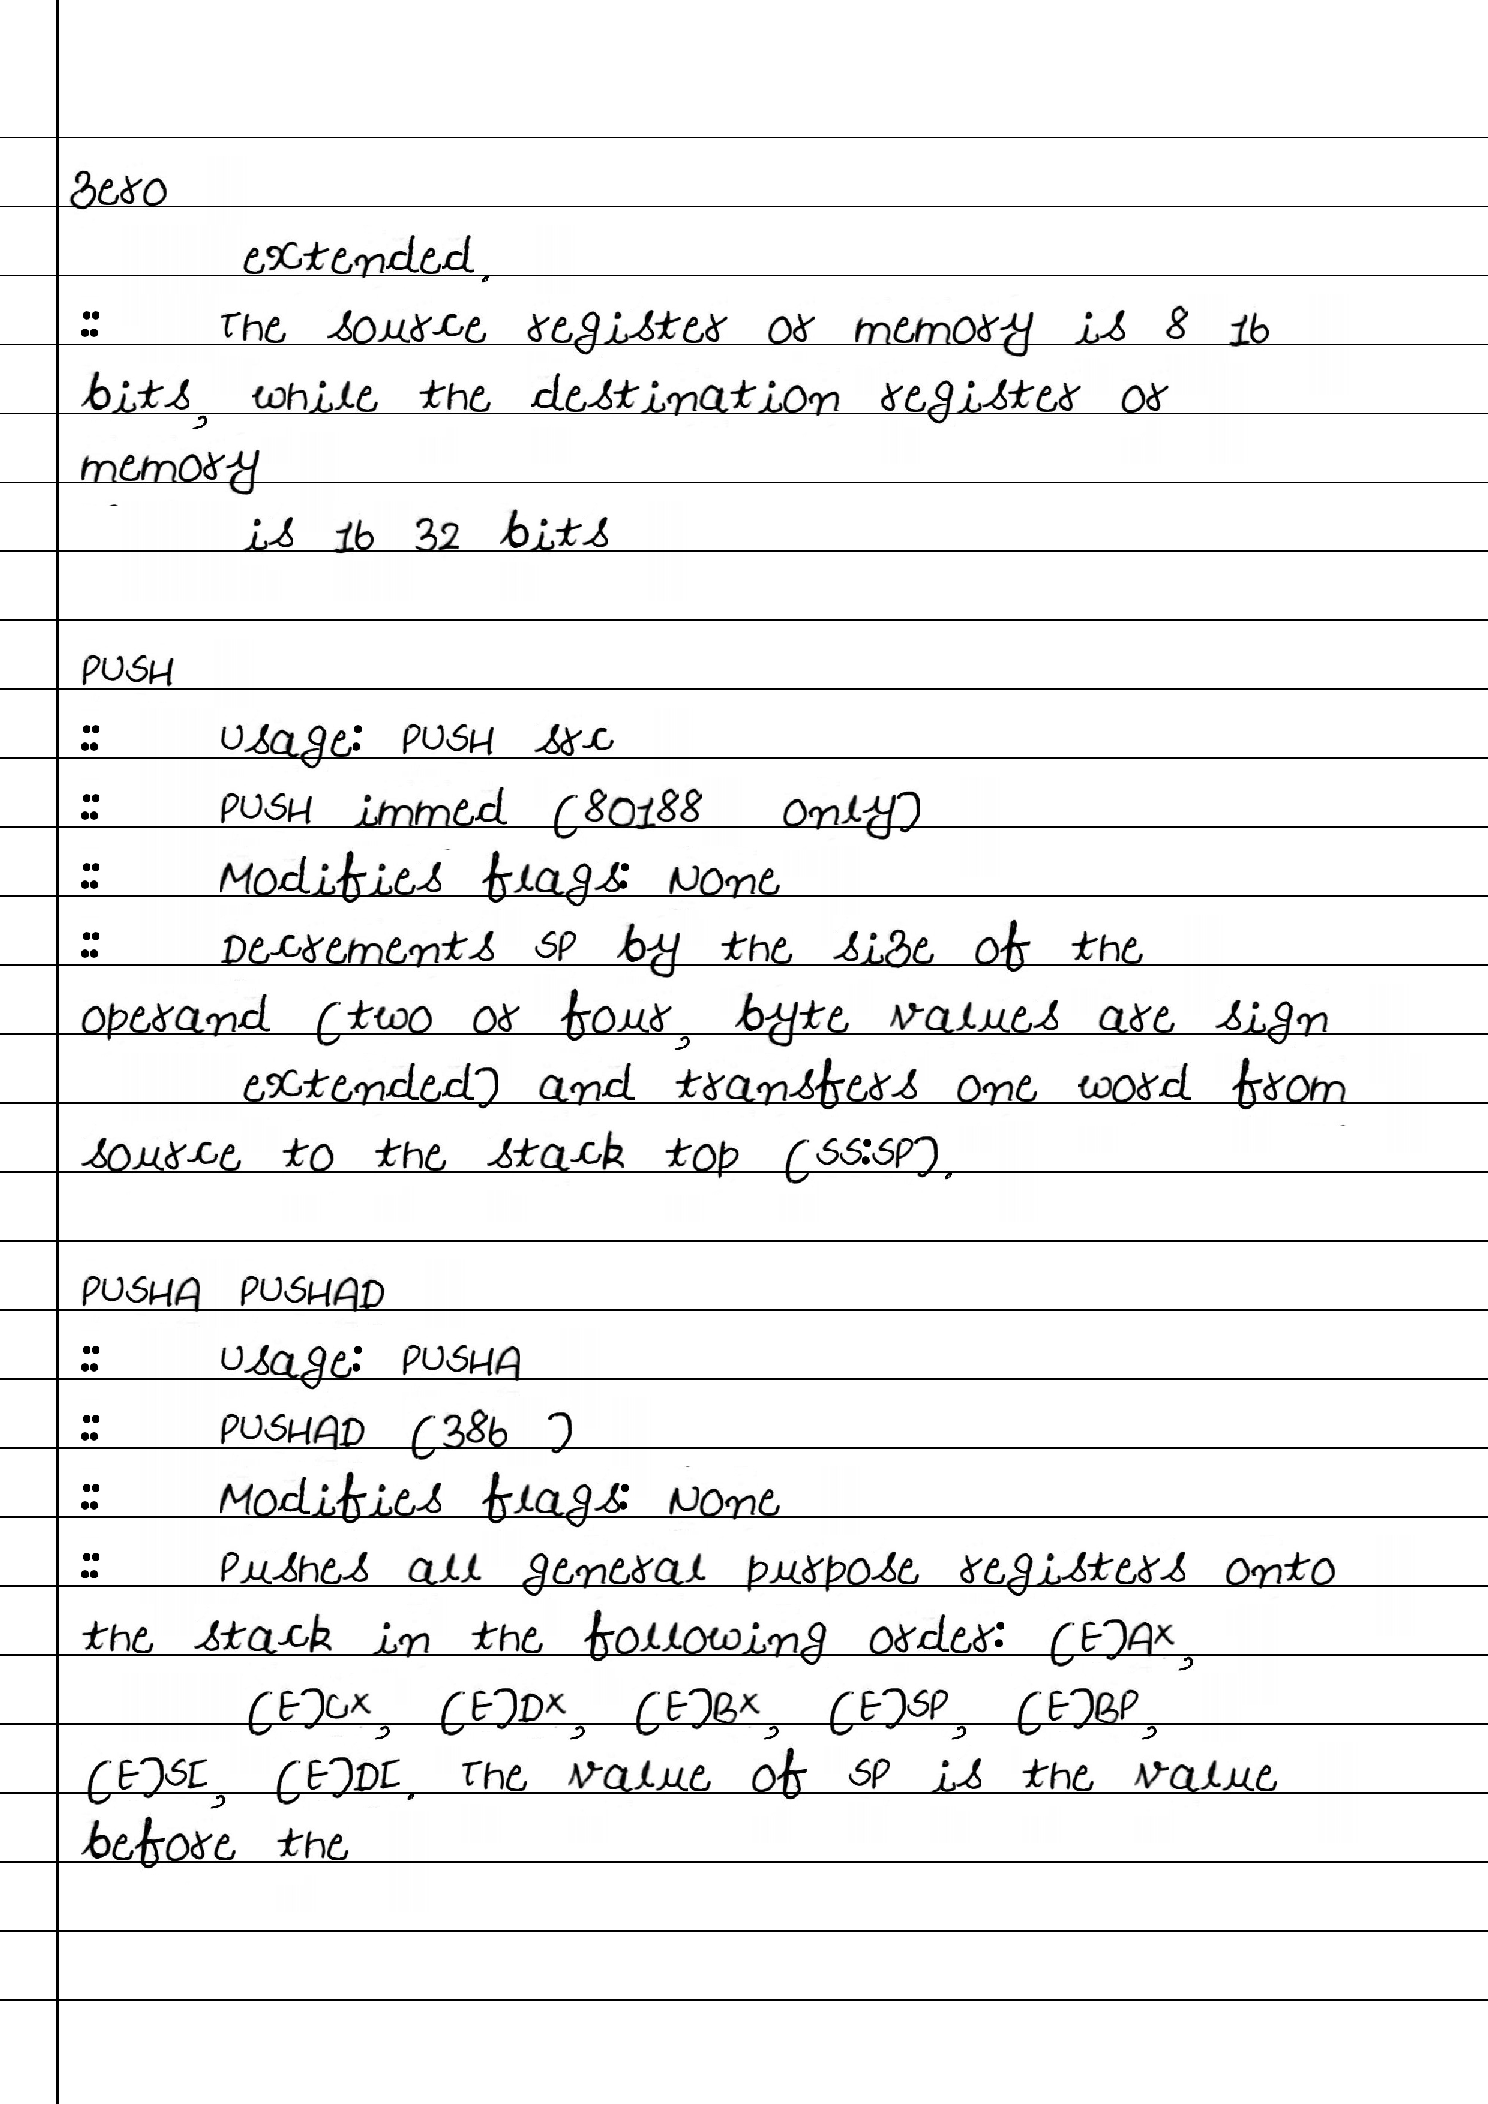 zero
extended.
:: The source register or memory is 8 16
bits, while the destination register or
memory
is 16 32 bits
PUSH
:: Usage: PUSH src
:: PUSH immed (80188 only)
:: Modifies flags: None
:: Decrements SP by the size of the
operand (two or four, byte values are sign
extended) and transfers one word from
source to the stack top (SS:SP).
PUSHA PUSHAD
:: Usage: PUSHA
:: PUSHAD (386 )
:: Modifies flags: None
:: Pushes all general purpose registers onto
the stack in the following order: (E)AX,
(E)CX, (E)DX, (E)BX, (E)SP, (E)BP,
(E)SI, (E)DI. The value of SP is the value
before the